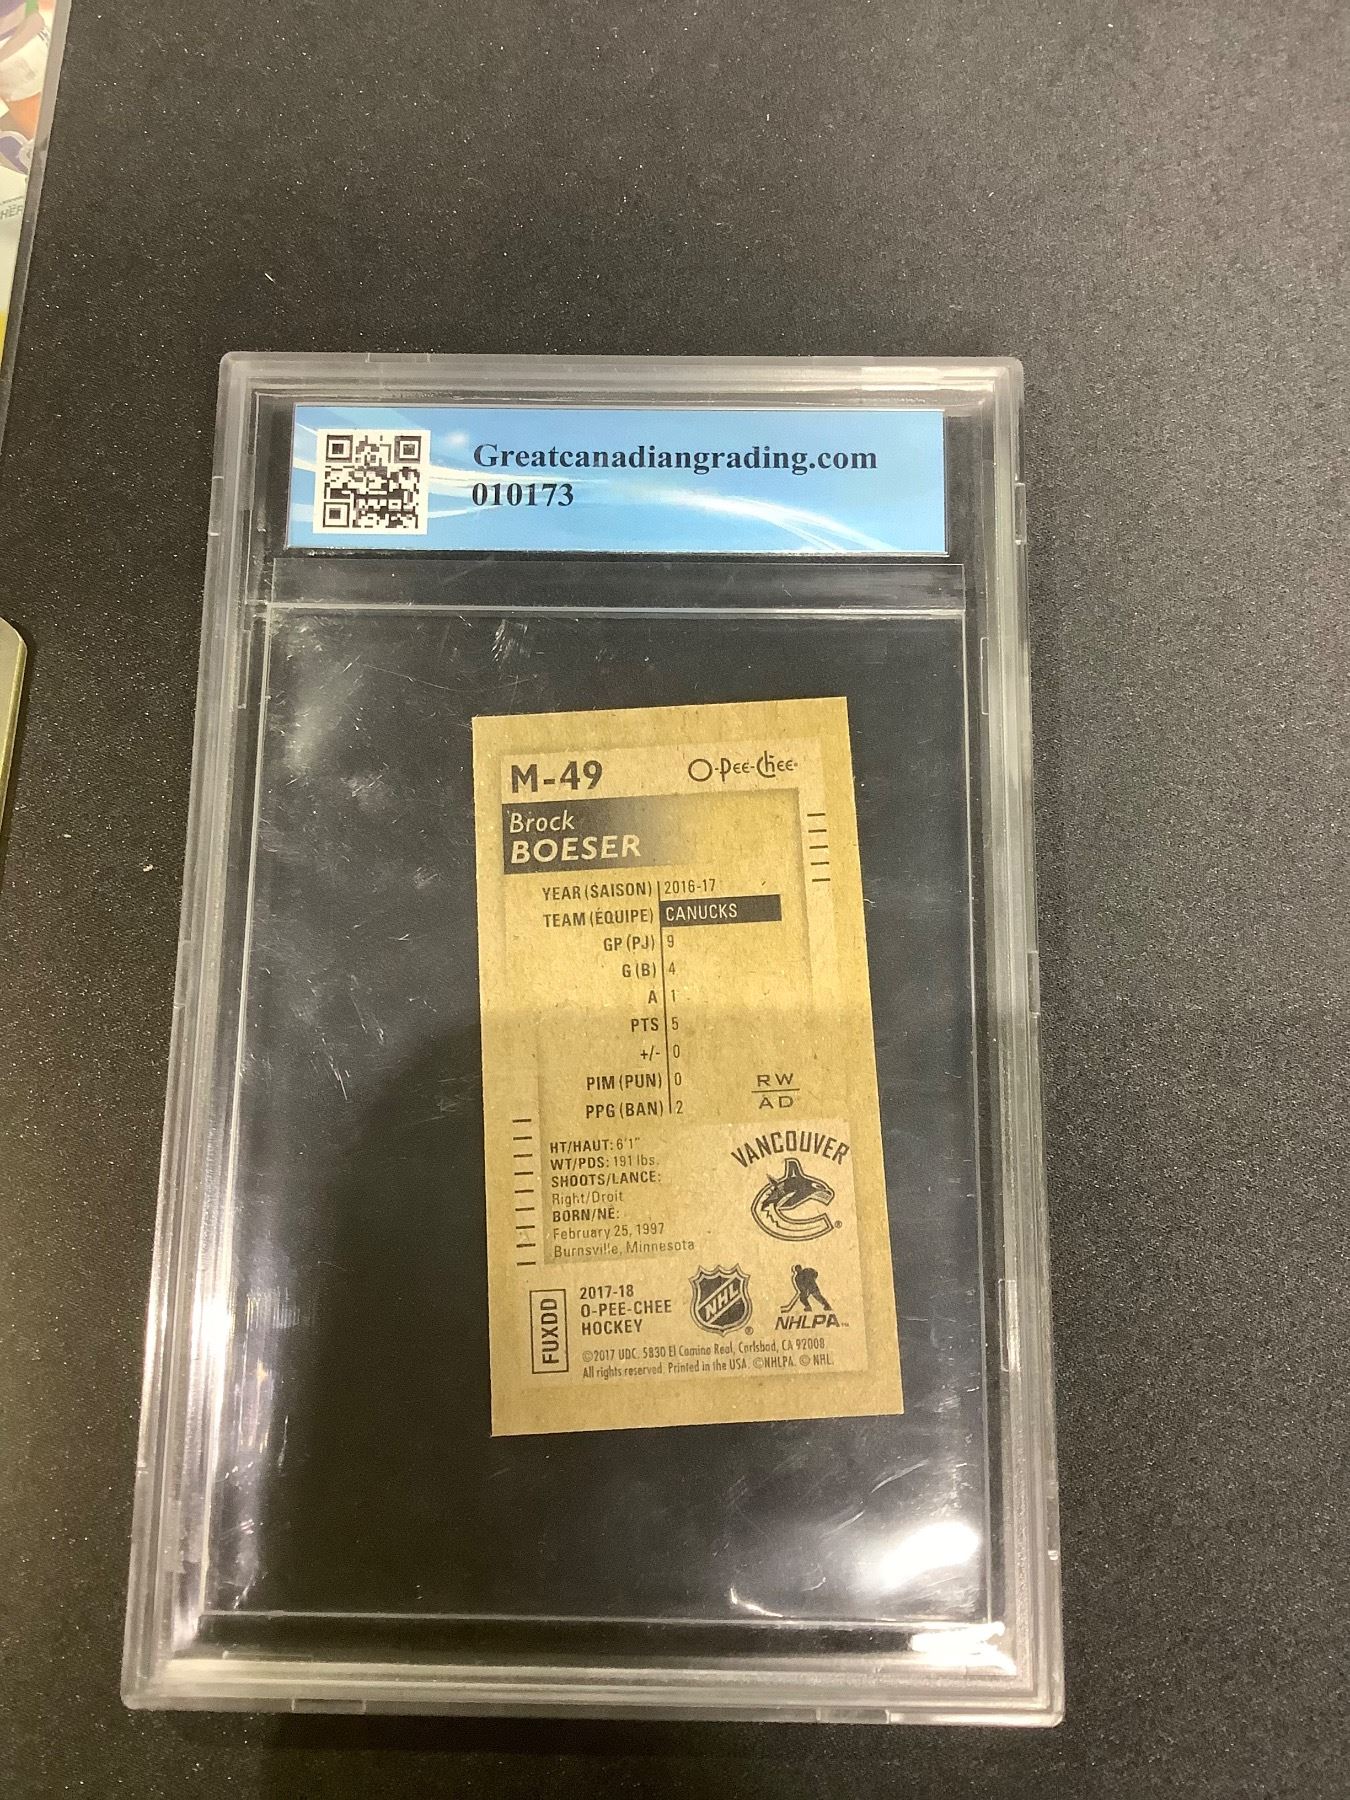 Greatcanadiangrading.com
010173
M-49
O-Pee-Chee
Brock
BOESER
YEAR (SAISON) 2016-17
TEAM (ÉQUIPE) CANUCKS
GP (PJ) 9
G (B) 4
A 1
PTS 5
+/- 0
PIM (PUN) 0
PPG (BAN) 2
RW
AD
HT/HAUT: 6'1"
WT/PDS: 191 lbs.
SHOOTS/LANCE:
Right/Droit
BORN/NÉ:
February 25, 1997
Burnsville, Minnesota
VANCOUVER
FUXDD
2017-18
O-PEE-CHEE
HOCKEY
NHL
NHLPA™
©2017 UDC. 5830 El Camino Real, Carlsbad, CA 92008.
All rights reserved. Printed in the USA. ©NHLPA. © NHL.